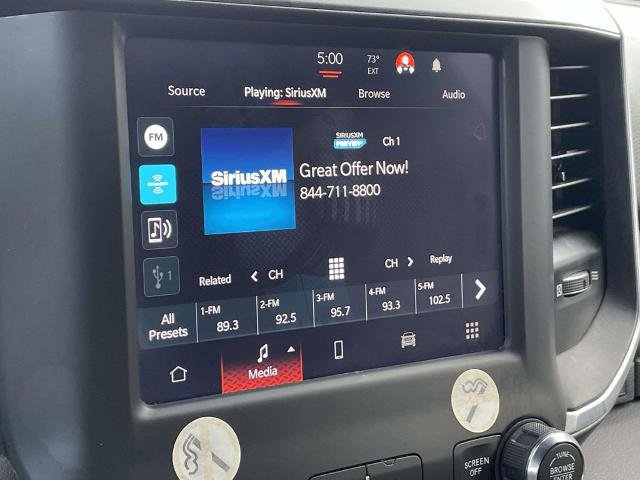 5:00
73°
EXT
Source
Playing: SiriusXM
Browse
Audio
FM
SIRIUSXM
PREVIEW
Ch 1
SiriusXM
Great Offer Now!
844-711-8800
1
Related
CH
CH
Replay
All
Presets
1-FM
89.3
2-FM
92.5
3-FM
95.7
4-FM
93.3
5-FM
102.5
Media
SCREEN
OFF
TUNE
BROWSE
ENTER